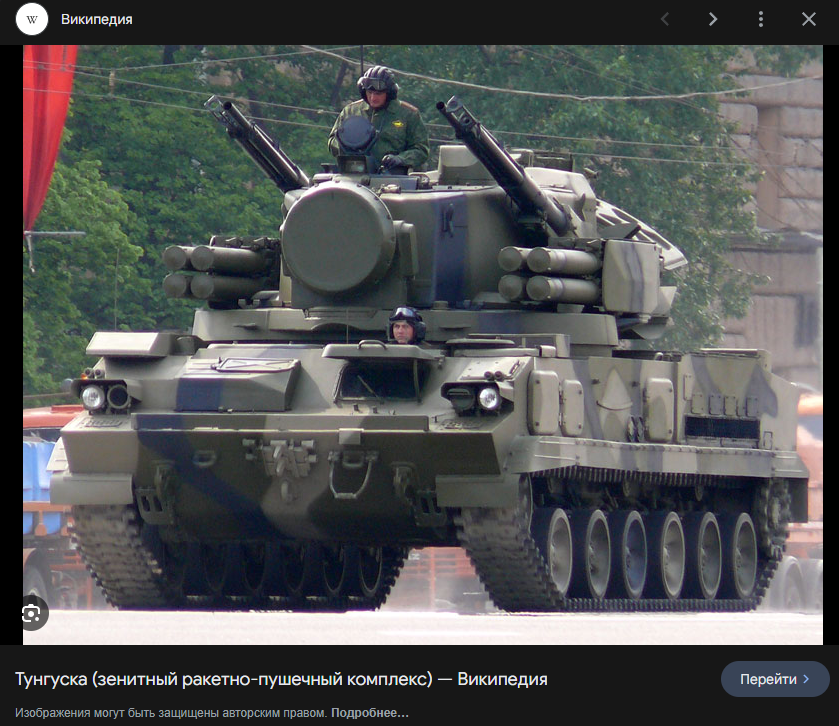 W
Википедия
Тунгуска (зенитный ракетно-пушечный комплекс) — Википедия
Перейти
Изображения могут быть защищены авторским правом. Подробнее...